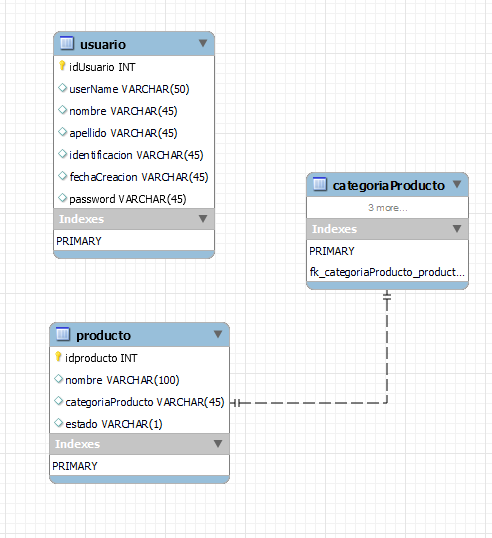 usuario
idUsuario INT
userName VARCHAR(50)
nombre VARCHAR(45)
apellido VARCHAR(45)
identificacion VARCHAR(45)
fechaCreacion VARCHAR(45)
password VARCHAR(45)
Indexes
PRIMARY
categoriaProducto
3 more...
Indexes
PRIMARY
fk_categoriaProducto_product...
producto
idproducto INT
nombre VARCHAR(100)
categoriaProducto VARCHAR(45)
estado VARCHAR(1)
Indexes
PRIMARY